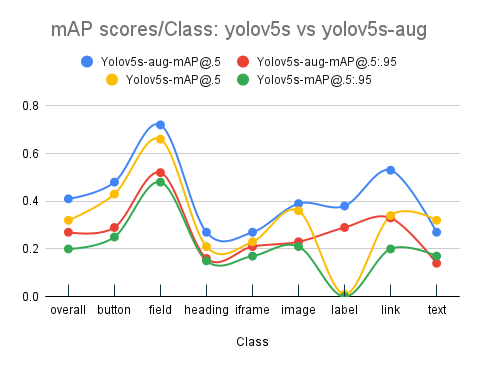 mAP scores/Class: yolov5s vs yolov5s-aug
Yolov5s-aug-mAP@.5 Yolov5s-aug-mAP@.5:.95
Yolov5s-mAP@.5 Yolov5s-mAP@.5:.95
0.8
0.6
0.4
0.2
0.0
overall button field heading iframe image label link text
Class